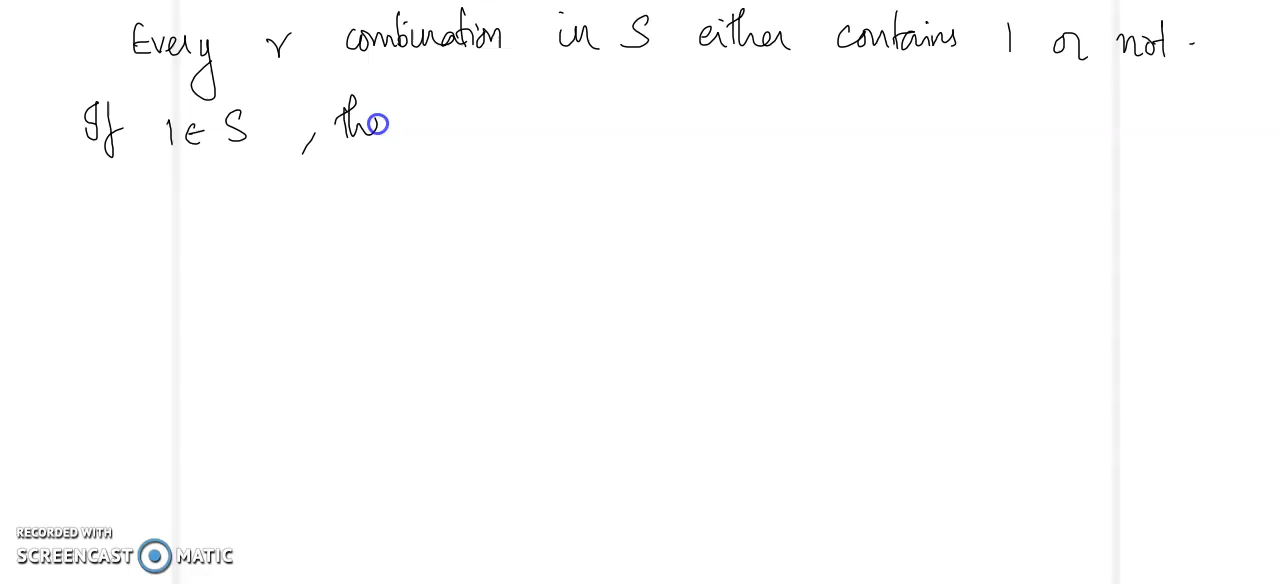 Every r combination in S either contains 1 or not.
If 1 ∈ S, the
RECORDED WITH
SCREENCAST MATIC